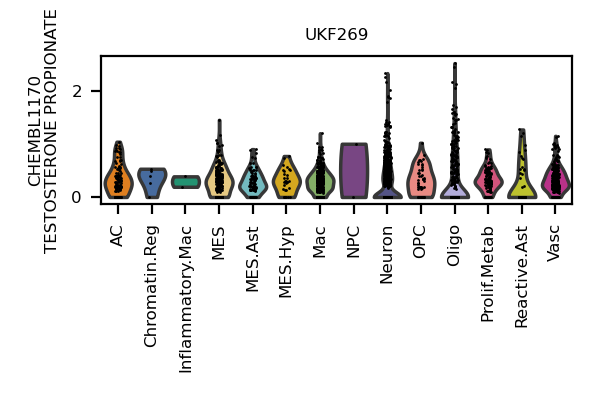 UKF269
CHEMBL1170
TESTOSTERONE PROPIONATE
2
0
AC
Chromatin.Reg
Inflammatory.Mac
MES
MES.Ast
MES.Hyp
Mac
NPC
Neuron
OPC
Oligo
Prolif.Metab
Reactive.Ast
Vasc